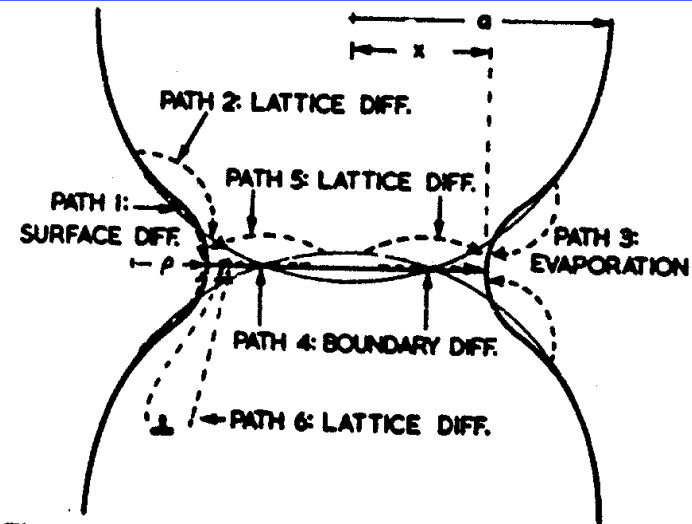 a
x
PATH 2: LATTICE DIFF.
PATH 5: LATTICE DIFF.
PATH 1:
SURFACE DIFF.
PATH 3:
EVAPORATION
ρ
PATH 4: BOUNDARY DIFF.
PATH 6: LATTICE DIFF.